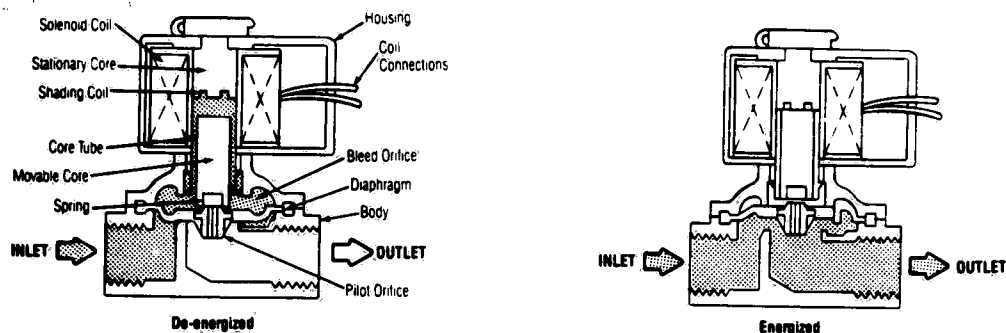 Solenoid Coil
Housing
Coil
Connections
Stationary Core
Shading Coil
Core Tube
Bleed Orifice
Movable Core
Diaphragm
Spring
Body
INLET
OUTLET
Pilot Orifice
De-energized
INLET
OUTLET
Energized